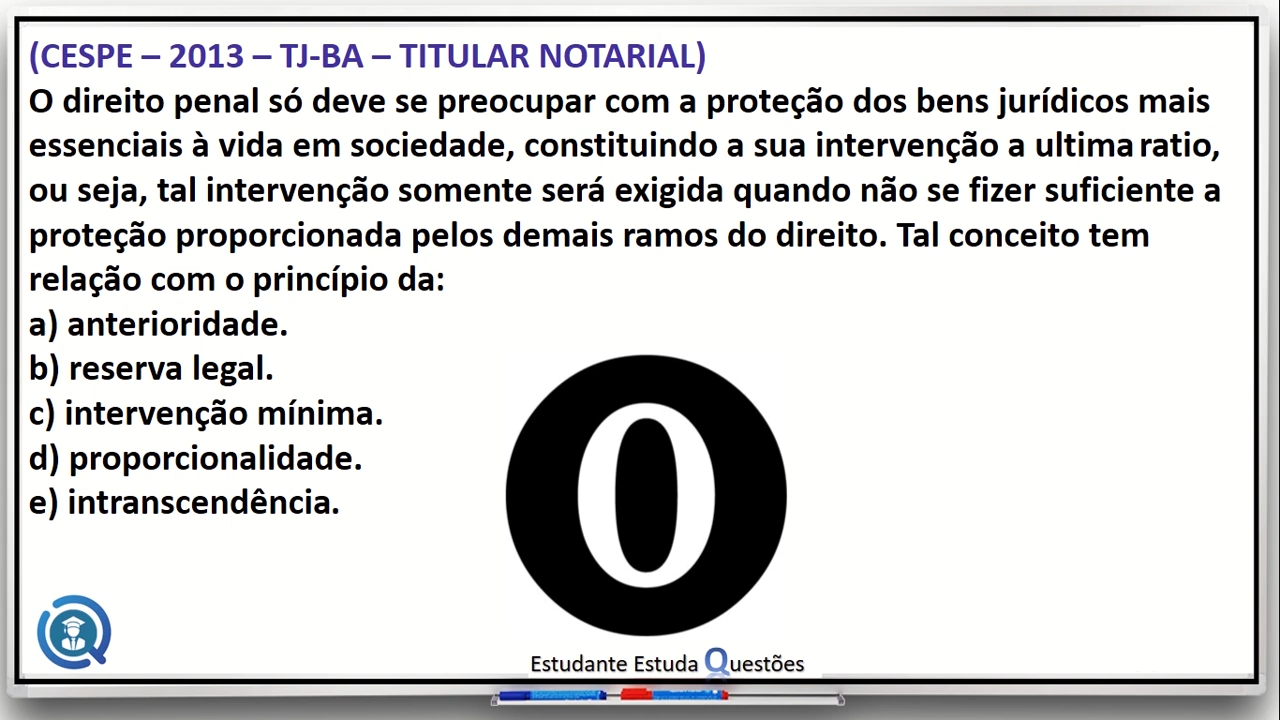 (CESPE – 2013 – TJ-BA – TITULAR NOTARIAL)
O direito penal só deve se preocupar com a proteção dos bens jurídicos mais
essenciais à vida em sociedade, constituindo a sua intervenção a ultima ratio,
ou seja, tal intervenção somente será exigida quando não se fizer suficiente a
proteção proporcionada pelos demais ramos do direito. Tal conceito tem
relação com o princípio da:
a) anterioridade.
b) reserva legal.
c) intervenção mínima.
d) proporcionalidade.
e) intranscendência.
0
Estudante Estuda Questões